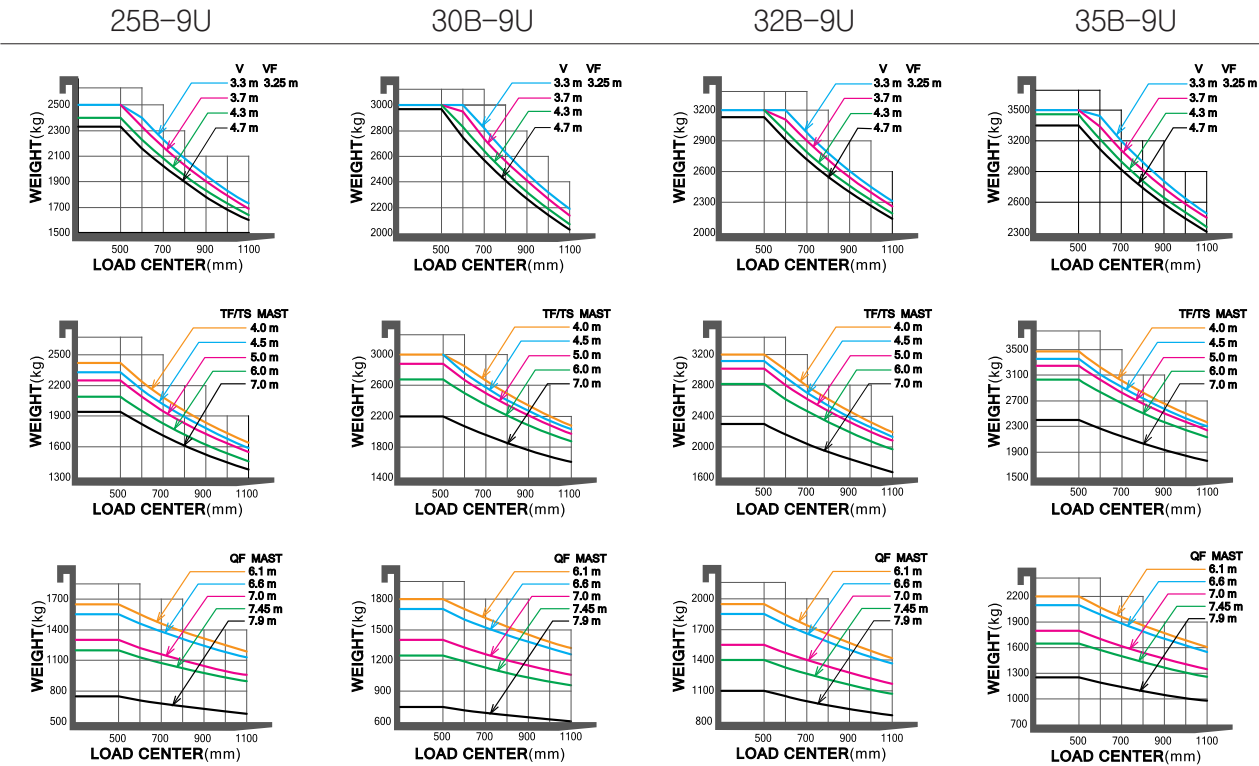 25B-9U 30B-9U 32B-9U 35B-9U
V VF
3.3 m 3.25 m
3.7 m
4.3 m
4.7 m
WEIGHT(kg)
2500
2300
2100
1900
1700
1500
500 700 900 1100
LOAD CENTER(mm)
V VF
3.3 m 3.25 m
3.7 m
4.3 m
4.7 m
WEIGHT(kg)
3000
2800
2600
2400
2200
2000
500 700 900 1100
LOAD CENTER(mm)
V VF
3.3 m 3.25 m
3.7 m
4.3 m
4.7 m
WEIGHT(kg)
3200
2900
2600
2300
2000
500 700 900 1100
LOAD CENTER(mm)
V VF
3.3 m 3.25 m
3.7 m
4.3 m
4.7 m
WEIGHT(kg)
3500
3200
2900
2600
2300
500 700 900 1100
LOAD CENTER(mm)
TF/TS MAST
4.0 m
4.5 m
5.0 m
6.0 m
7.0 m
WEIGHT(kg)
2500
2200
1900
1600
1300
500 700 900 1100
LOAD CENTER(mm)
TF/TS MAST
4.0 m
4.5 m
5.0 m
6.0 m
7.0 m
WEIGHT(kg)
3000
2600
2200
1800
1400
500 700 900 1100
LOAD CENTER(mm)
TF/TS MAST
4.0 m
4.5 m
5.0 m
6.0 m
7.0 m
WEIGHT(kg)
3200
2800
2400
2000
1600
500 700 900 1100
LOAD CENTER(mm)
TF/TS MAST
4.0 m
4.5 m
5.0 m
6.0 m
7.0 m
WEIGHT(kg)
3500
3100
2700
2300
1900
1500
500 700 900 1100
LOAD CENTER(mm)
QF MAST
6.1 m
6.6 m
7.0 m
7.45 m
7.9 m
WEIGHT(kg)
1700
1400
1100
800
500
500 700 900 1100
LOAD CENTER(mm)
QF MAST
6.1 m
6.6 m
7.0 m
7.45 m
7.9 m
WEIGHT(kg)
1800
1500
1200
900
600
500 700 900 1100
LOAD CENTER(mm)
QF MAST
6.1 m
6.6 m
7.0 m
7.45 m
7.9 m
WEIGHT(kg)
2000
1700
1400
1100
800
500 700 900 1100
LOAD CENTER(mm)
QF MAST
6.1 m
6.6 m
7.0 m
7.45 m
7.9 m
WEIGHT(kg)
2200
1900
1600
1300
1000
700
500 700 900 1100
LOAD CENTER(mm)